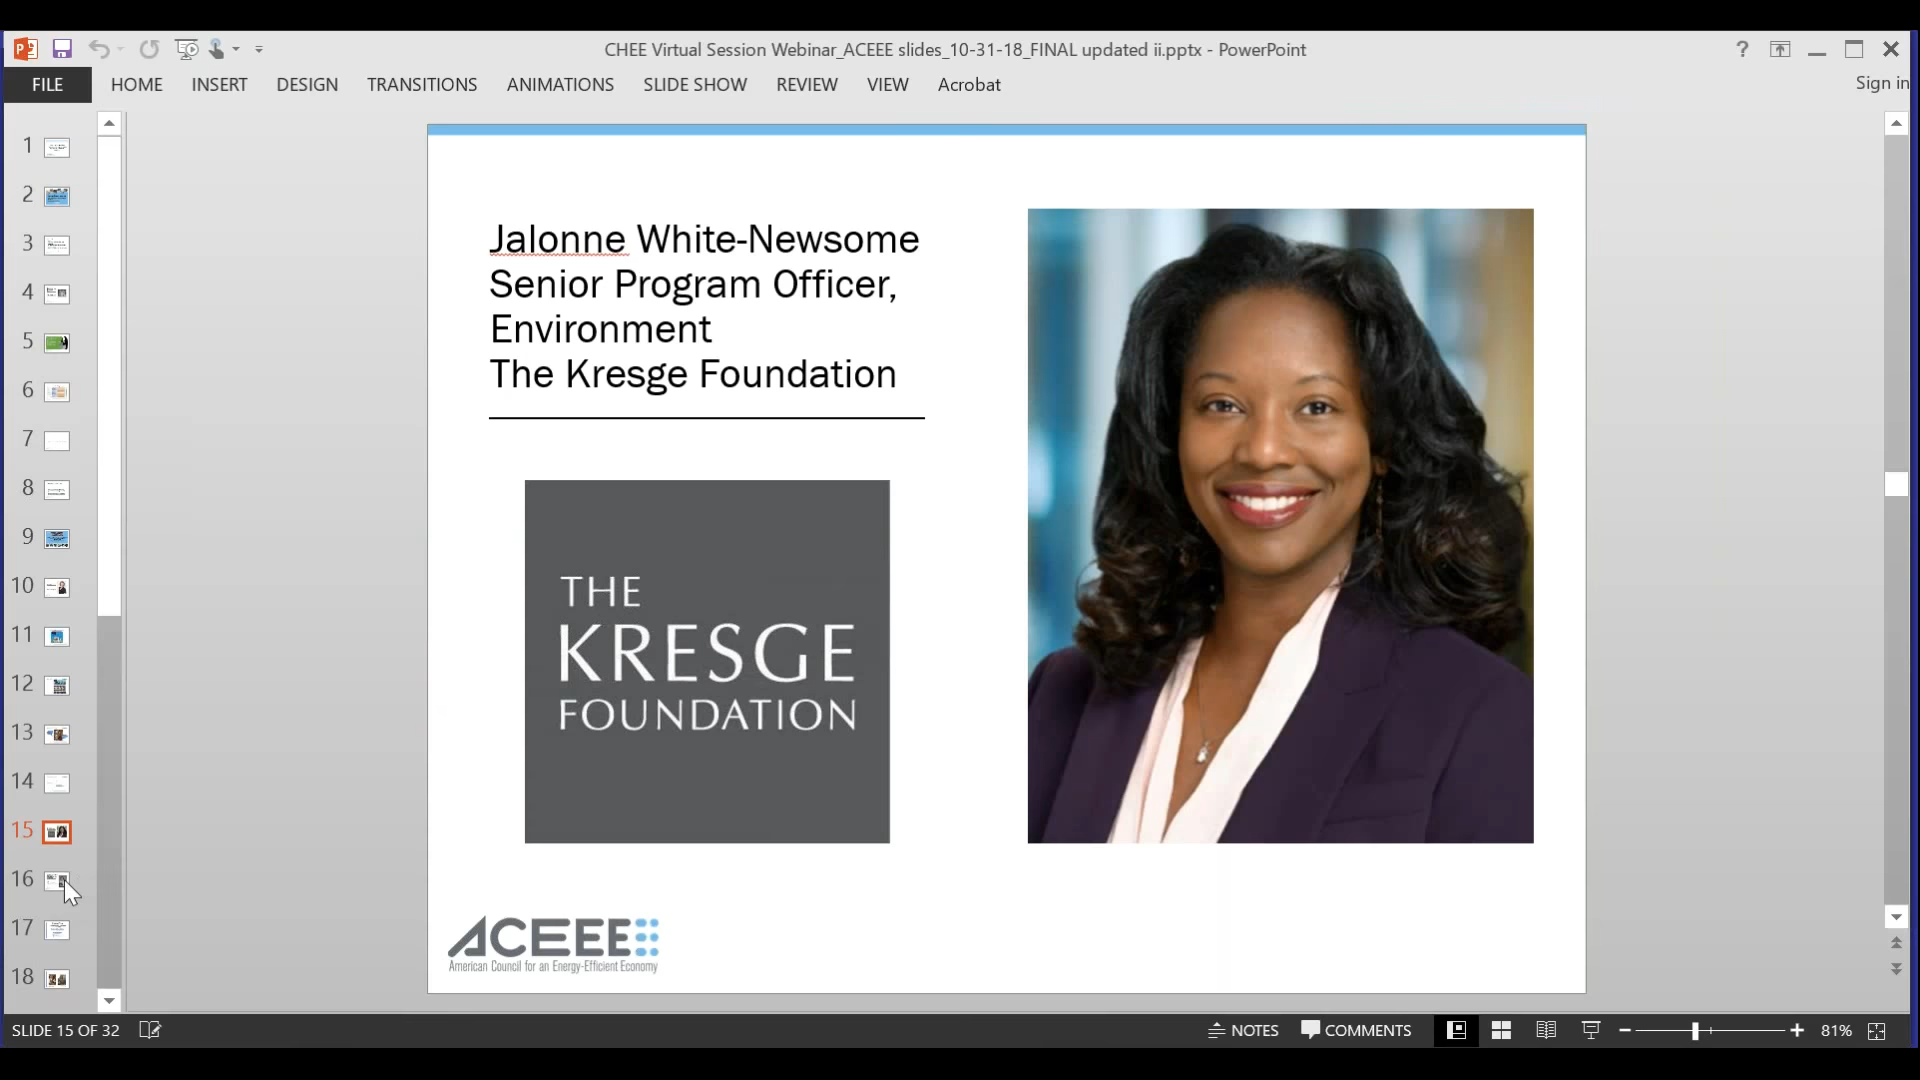 CHEE Virtual Session Webinar_ACEEE slides_10-31-18_FINAL updated ii.pptx - PowerPoint
?
FILE HOME INSERT DESIGN TRANSITIONS ANIMATIONS SLIDE SHOW REVIEW VIEW Acrobat
Sign in
1
2
3
4
5
6
7
8
9
10
11
12
13
14
15
16
17
18
Jalonne White-Newsome
Senior Program Officer,
Environment
The Kresge Foundation
THE
KRESGE
FOUNDATION
ACEEE
American Council for an Energy-Efficient Economy
SLIDE 15 OF 32
NOTES
COMMENTS
81%